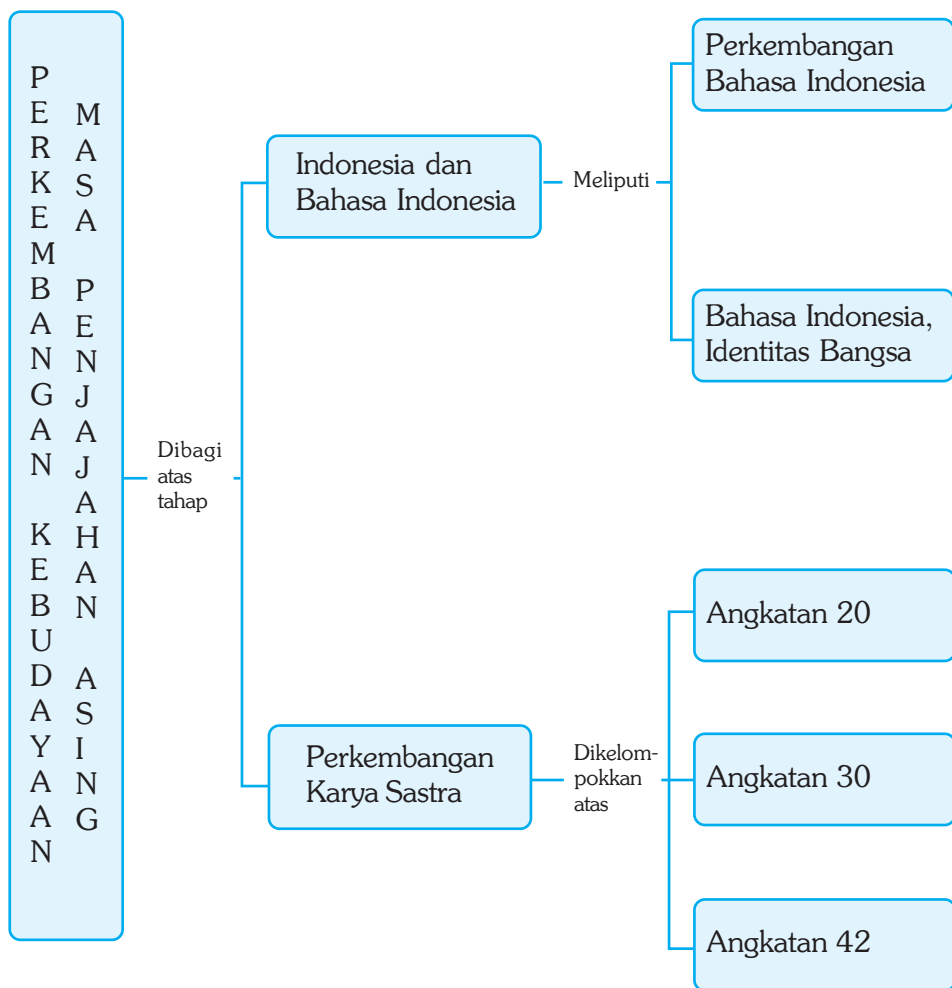 PERKEMBANGAN KEBUDAYAAN
MASA PENJAJAHAN ASING
Dibagi
atas
tahap
Indonesia dan
Bahasa Indonesia
Meliputi
Perkembangan
Bahasa Indonesia
Bahasa Indonesia,
Identitas Bangsa
Perkembangan
Karya Sastra
Dikelom-
pokkan
atas
Angkatan 20
Angkatan 30
Angkatan 42